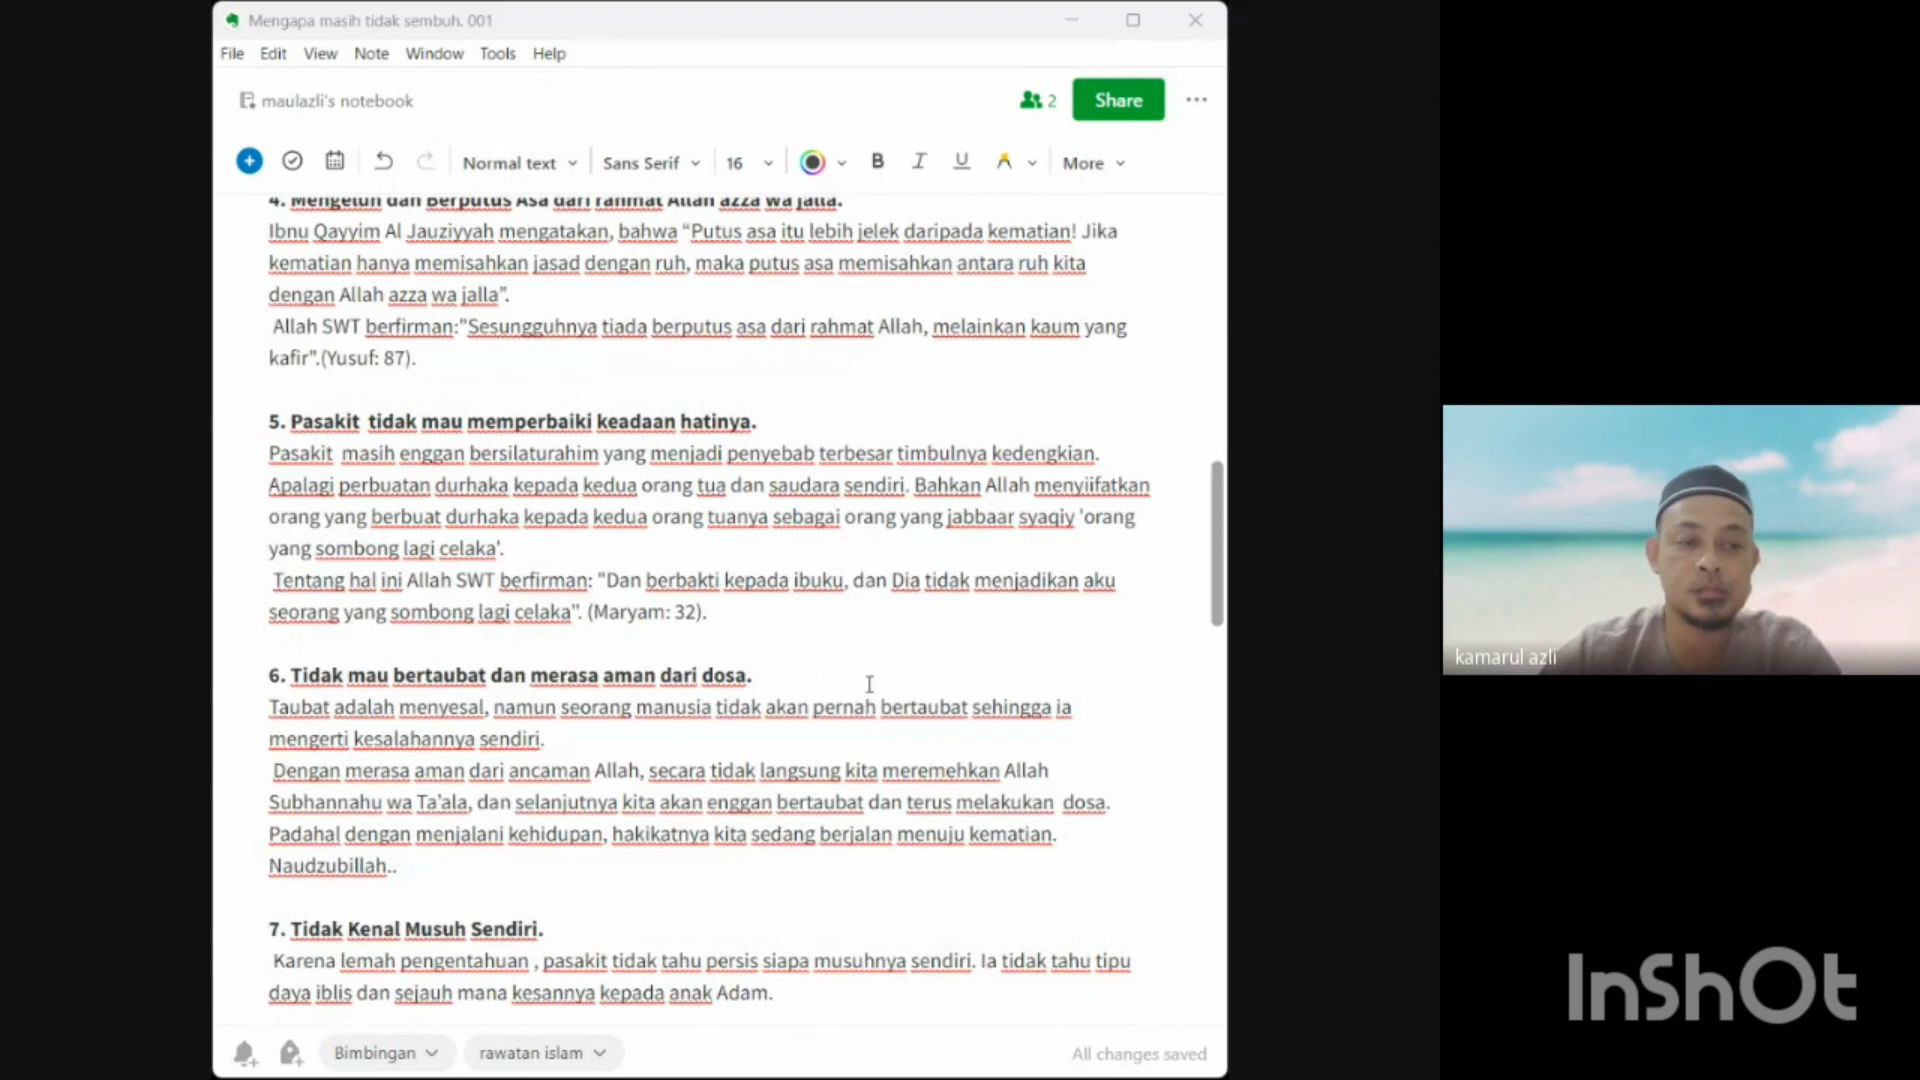 Mengapa masih tidak sembuh. 001
File Edit View Note Window Tools Help
maulazli's notebook
2
Share
Normal text
Sans Serif
16
B I U
More
4. Mengeluh dan Berputus Asa dari rahmat Allah azza wa jalla.
Ibnu Qayyim Al Jauziyyah mengatakan, bahwa “Putus asa itu lebih jelek daripada kematian! Jika
kematian hanya memisahkan jasad dengan ruh, maka putus asa memisahkan antara ruh kita
dengan Allah azza wa jalla”.
Allah SWT berfirman:"Sesungguhnya tiada berputus asa dari rahmat Allah, melainkan kaum yang
kafir".(Yusuf: 87).
5. Pasakit tidak mau memperbaiki keadaan hatinya.
Pasakit masih enggan bersilaturahim yang menjadi penyebab terbesar timbulnya kedengkian.
Apalagi perbuatan durhaka kepada kedua orang tua dan saudara sendiri. Bahkan Allah menyiifatkan
orang yang berbuat durhaka kepada kedua orang tuanya sebagai orang yang jabbaar syaqiy 'orang
yang sombong lagi celaka'.
Tentang hal ini Allah SWT berfirman: "Dan berbakti kepada ibuku, dan Dia tidak menjadikan aku
seorang yang sombong lagi celaka". (Maryam: 32).
6. Tidak mau bertaubat dan merasa aman dari dosa.
Taubat adalah menyesal, namun seorang manusia tidak akan pernah bertaubat sehingga ia
mengerti kesalahannya sendiri.
Dengan merasa aman dari ancaman Allah, secara tidak langsung kita meremehkan Allah
Subhannahu wa Ta’ala, dan selanjutnya kita akan enggan bertaubat dan terus melakukan dosa.
Padahal dengan menjalani kehidupan, hakikatnya kita sedang berjalan menuju kematian.
Naudzubillah..
7. Tidak Kenal Musuh Sendiri.
Karena lemah pengentahuan , pasakit tidak tahu persis siapa musuhnya sendiri. Ia tidak tahu tipu
daya iblis dan sejauh mana kesannya kepada anak Adam.
Bimbingan
rawatan islam
All changes saved
kamarul azli
InShOt